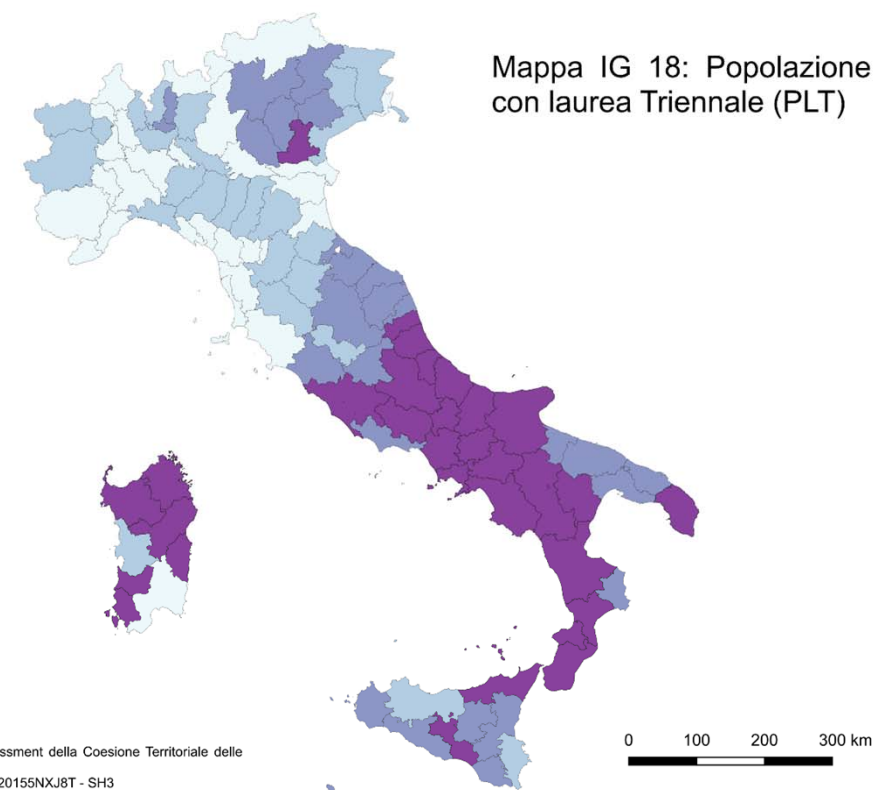 Mappa IG 18: Popolazione
con laurea Triennale (PLT)
ssment della Coesione Territoriale delle
20155NXJ8T - SH3
0 100 200 300 km